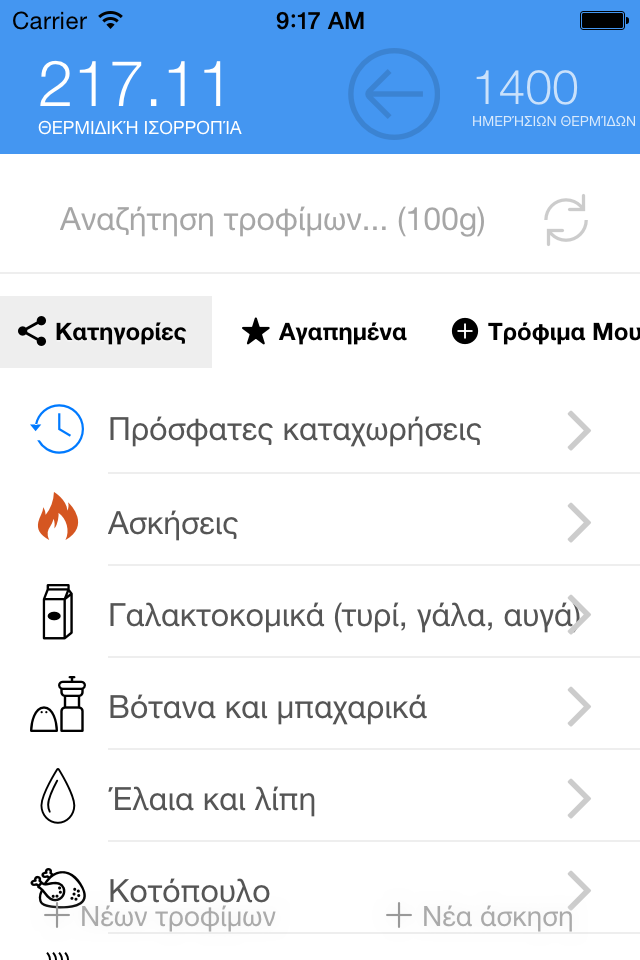 Carrier 9:17 AM
217.11 1400
ΘΕΡΜΙΔΙΚΉ ΙΣΟΡΡΟΠΊΑ ΗΜΕΡΉΣΙΩΝ ΘΕΡΜΊΔΩΝ
Αναζήτηση τροφίμων... (100g)
Κατηγορίες Αγαπημένα Τρόφιμα Μου
Πρόσφατες καταχωρήσεις
Ασκήσεις
Γαλακτοκομικά (τυρί, γάλα, αυγά)
Βότανα και μπαχαρικά
Έλαια και λίπη
Κοτόπουλο
Νέων τροφίμων Νέα άσκηση